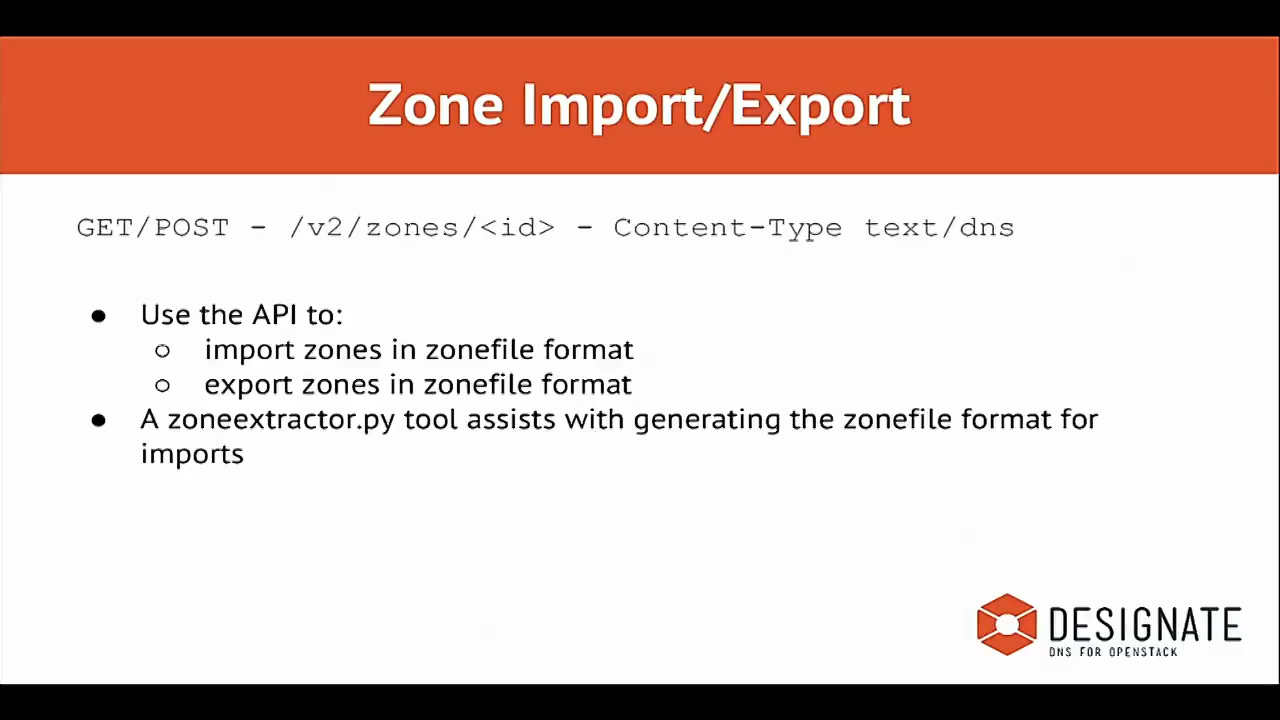 Zone Import/Export
GET/POST - /v2/zones/<id> - Content-Type text/dns
● Use the API to:
○ import zones in zonefile format
○ export zones in zonefile format
● A zoneextractor.py tool assists with generating the zonefile format for
imports
DESIGNATE
DNS FOR OPENSTACK